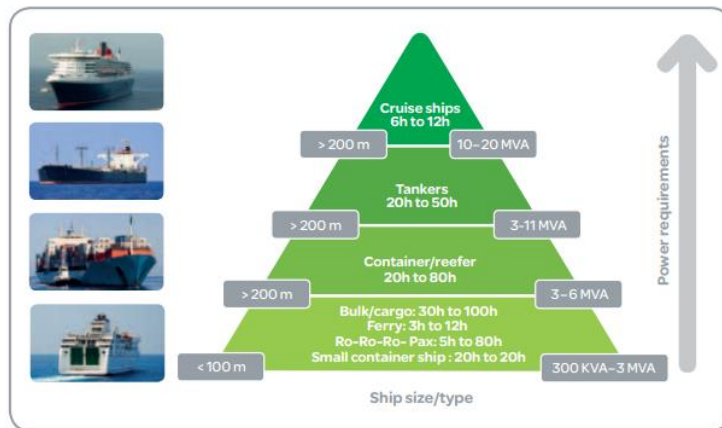 Cruise ships
6h to 12h
> 200 m
10–20 MVA
Tankers
20h to 50h
> 200 m
3-11 MVA
Container/reefer
20h to 80h
> 200 m
3–6 MVA
Bulk/cargo: 30h to 100h
Ferry: 3h to 12h
Ro-Ro-Ro- Pax: 5h to 80h
Small container ship : 20h to 20h
< 100 m
300 KVA–3 MVA
Ship size/type
Power requirements